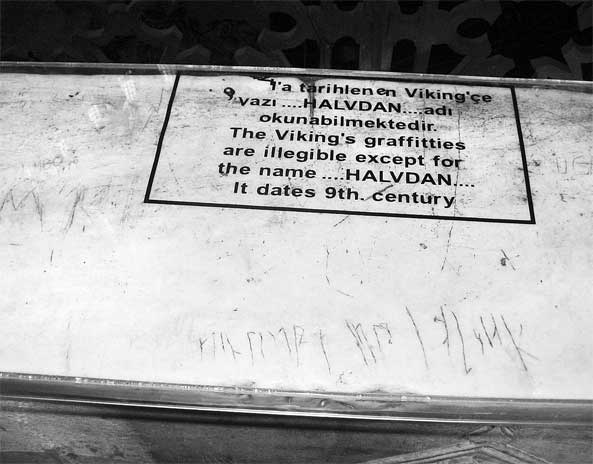 9 'a tarihlenen Viking'çe
yazı ....HALVDAN....adı
okunabilmektedir.
The Viking's graffitties
are illegible except for
the name ....HALVDAN....
It dates 9th. century